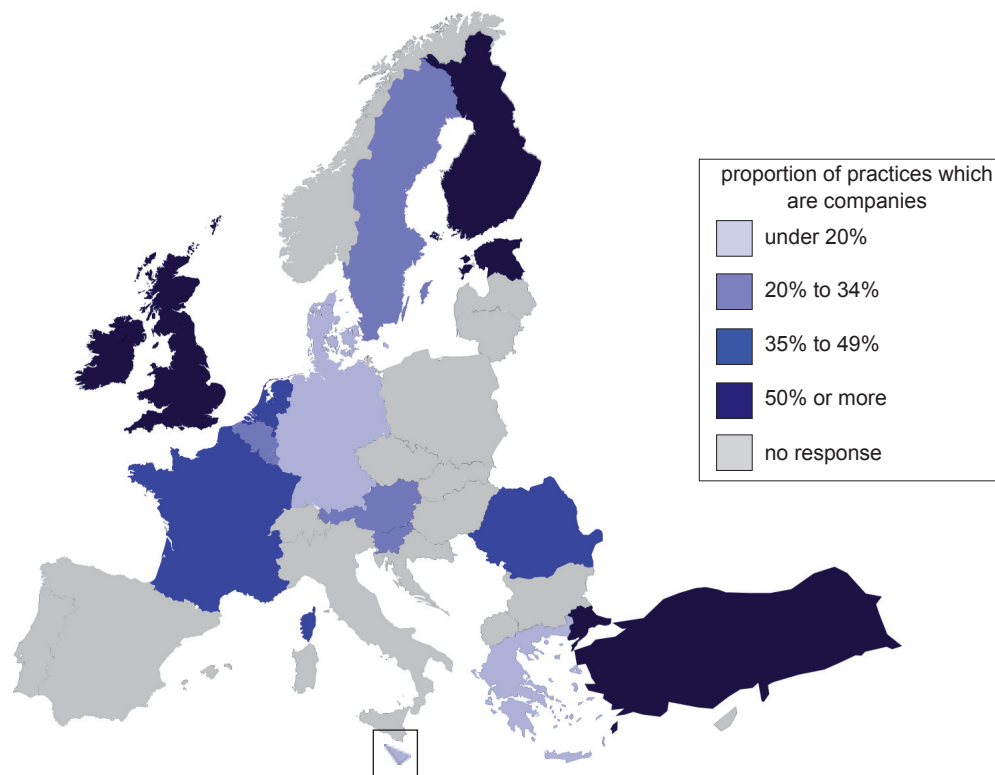 proportion of practices which
are companies
under 20%
20% to 34%
35% to 49%
50% or more
no response